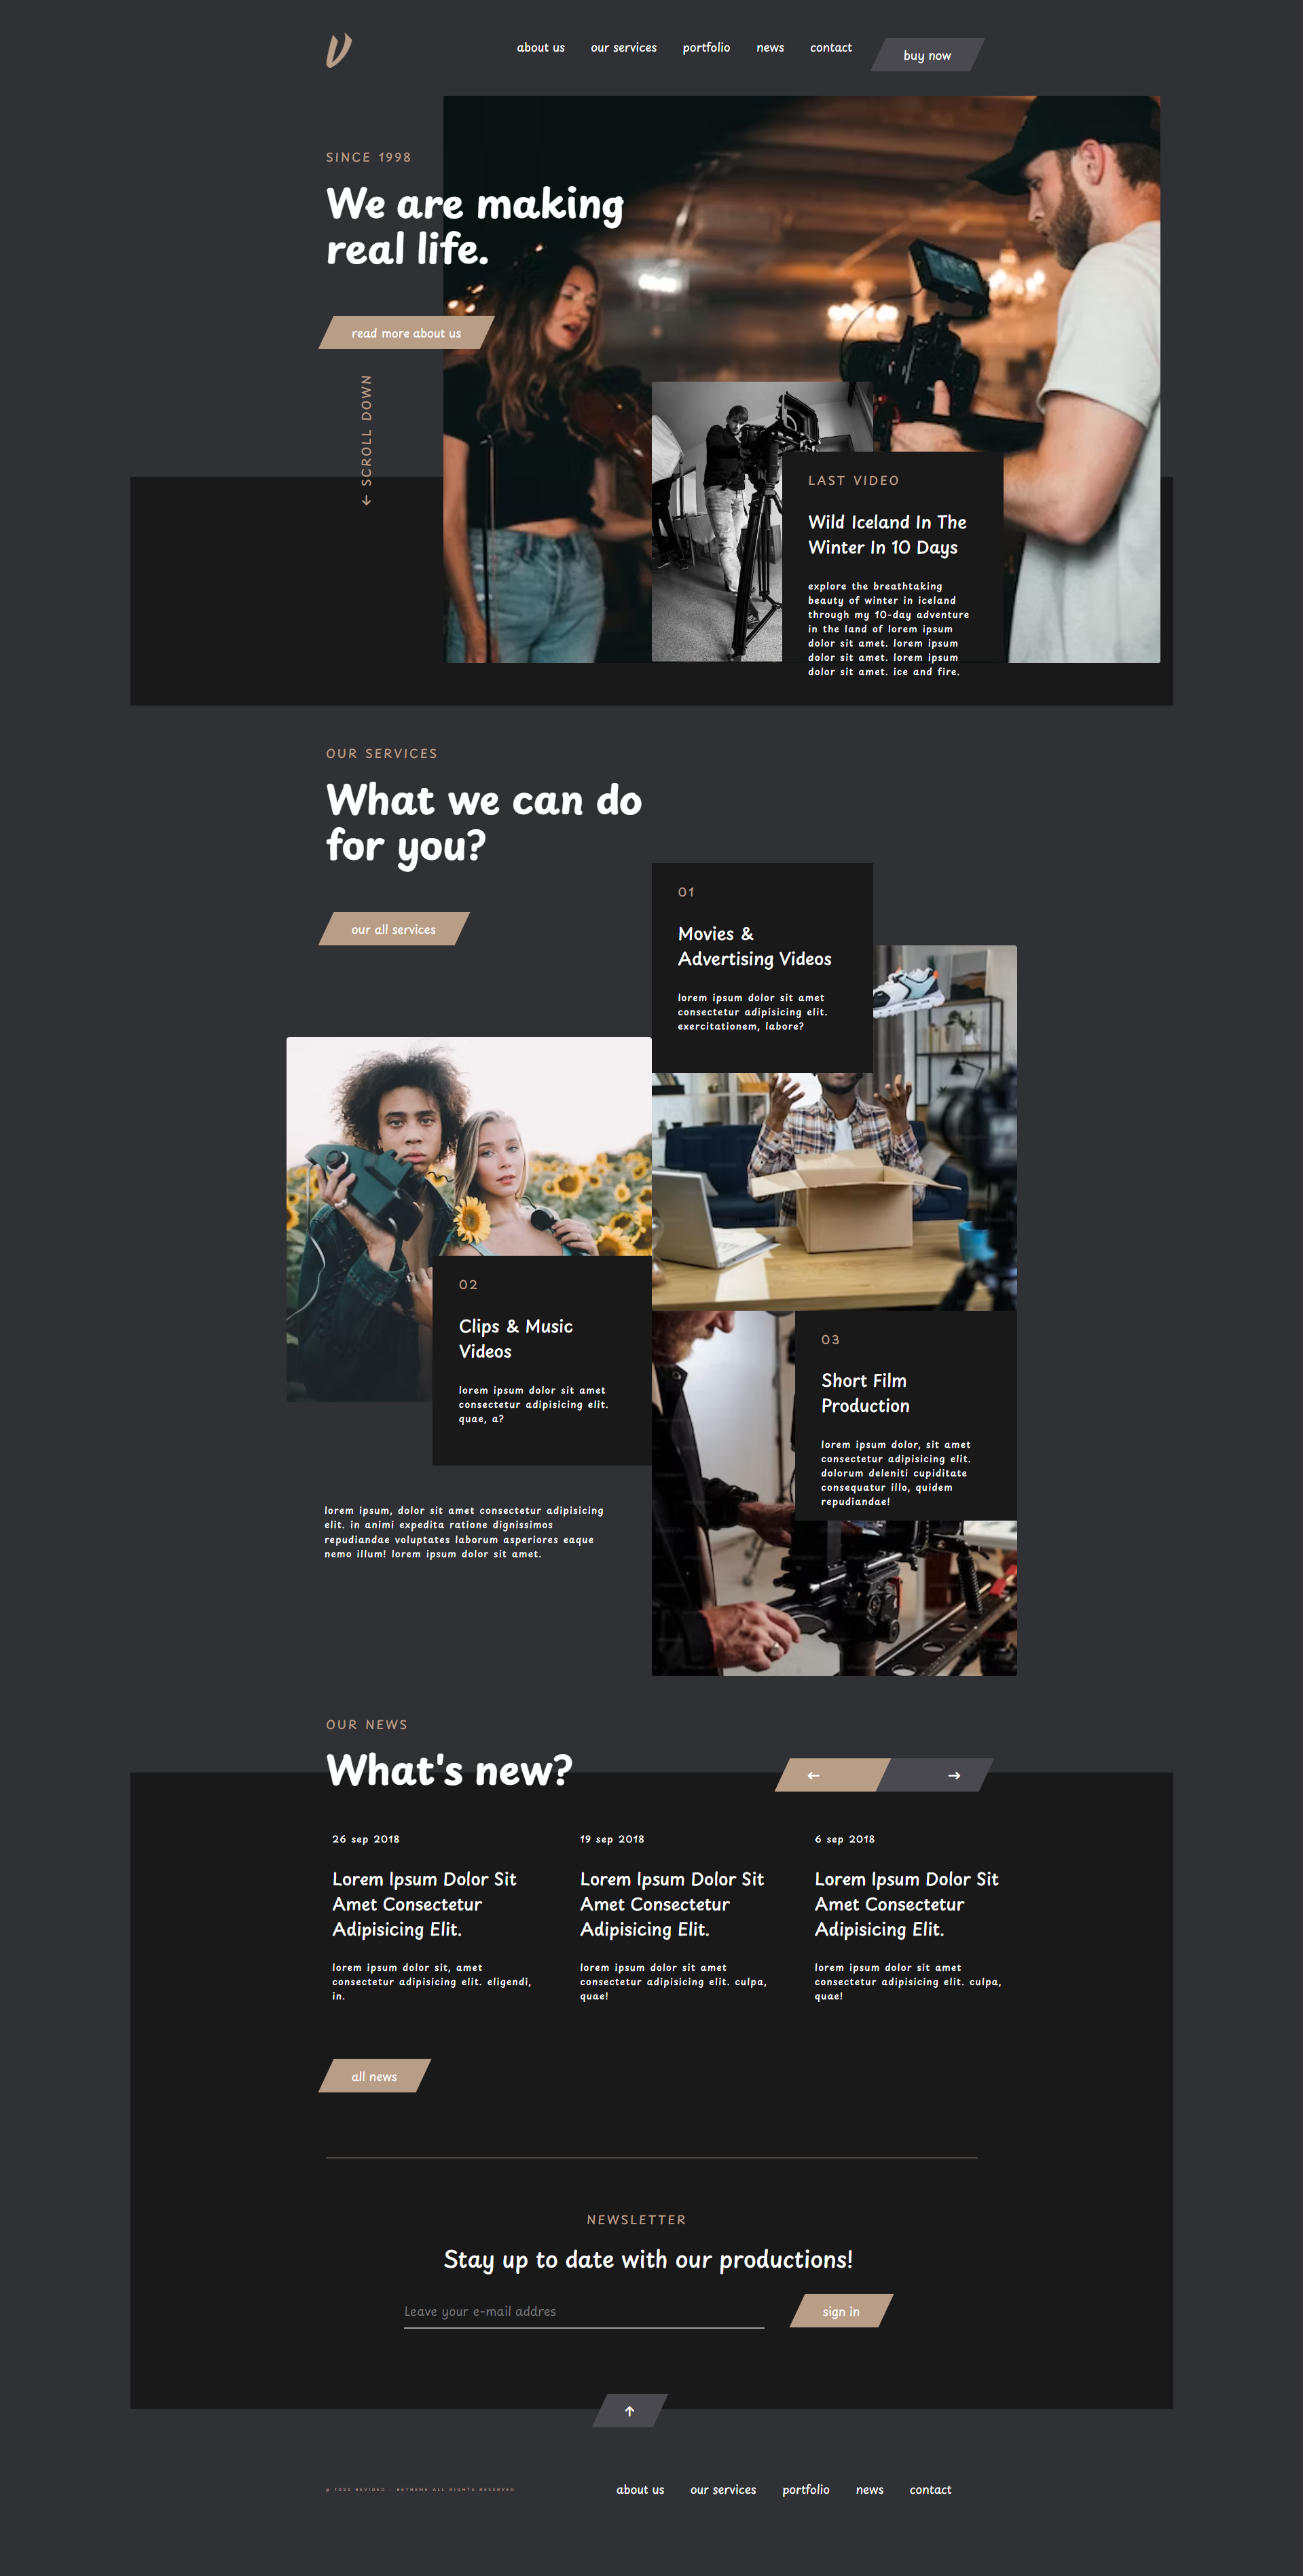 about us our services portfolio news contact buy now
SINCE 1998
We are making
real life.
read more about us
SCROLL DOWN
LAST VIDEO
Wild Iceland In The
Winter In 10 Days
explore the breathtaking
beauty of winter in iceland
through my 10-day adventure
in the land of lorem ipsum
dolor sit amet. lorem ipsum
dolor sit amet. lorem ipsum
dolor sit amet. ice and fire.
OUR SERVICES
What we can do
for you?
our all services
01
Movies &
Advertising Videos
lorem ipsum dolor sit amet
consectetur adipisicing elit.
exercitationem, labore?
02
Clips & Music
Videos
lorem ipsum dolor sit amet
consectetur adipisicing elit.
quae, a?
03
Short Film
Production
lorem ipsum dolor, sit amet
consectetur adipisicing elit.
dolorum deleniti cupiditate
consequatur illo, quidem
repudiandae!
lorem ipsum, dolor sit amet consectetur adipisicing
elit. in animi expedita ratione dignissimos
repudiandae voluptates laborum asperiores eaque
nemo illum! lorem ipsum dolor sit amet.
OUR NEWS
What's new?
26 sep 2018
Lorem Ipsum Dolor Sit
Amet Consectetur
Adipisicing Elit.
lorem ipsum dolor sit, amet
consectetur adipisicing elit. eligendi,
in.
19 sep 2018
Lorem Ipsum Dolor Sit
Amet Consectetur
Adipisicing Elit.
lorem ipsum dolor sit amet
consectetur adipisicing elit. culpa,
quae!
6 sep 2018
Lorem Ipsum Dolor Sit
Amet Consectetur
Adipisicing Elit.
lorem ipsum dolor sit amet
consectetur adipisicing elit. culpa,
quae!
all news
NEWSLETTER
Stay up to date with our productions!
Leave your e-mail addres
sign in
BEVIDEO - BETHEME ALL RIGHTS RESERVED
about us our services portfolio news contact